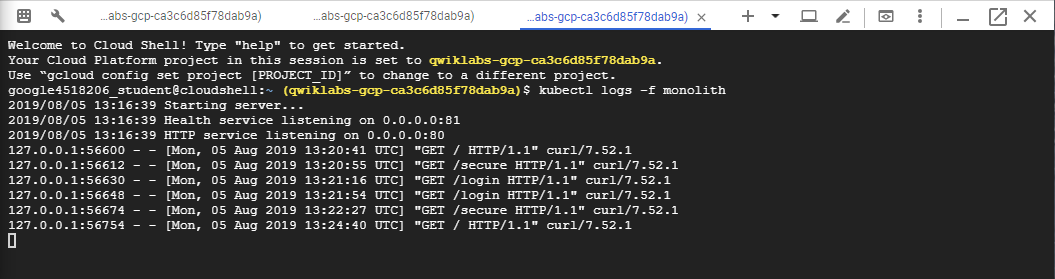 ...abs-gcp-ca3c6d85f78dab9a) ...abs-gcp-ca3c6d85f78dab9a) ...abs-gcp-ca3c6d85f78dab9a)
Welcome to Cloud Shell! Type "help" to get started.
Your Cloud Platform project in this session is set to qwiklabs-gcp-ca3c6d85f78dab9a.
Use “gcloud config set project [PROJECT_ID]” to change to a different project.
google4518206_student@cloudshell:~ (qwiklabs-gcp-ca3c6d85f78dab9a)$ kubectl logs -f monolith
2019/08/05 13:16:39 Starting server...
2019/08/05 13:16:39 Health service listening on 0.0.0.0:81
2019/08/05 13:16:39 HTTP service listening on 0.0.0.0:80
127.0.0.1:56600 - - [Mon, 05 Aug 2019 13:20:41 UTC] "GET / HTTP/1.1" curl/7.52.1
127.0.0.1:56612 - - [Mon, 05 Aug 2019 13:20:55 UTC] "GET /secure HTTP/1.1" curl/7.52.1
127.0.0.1:56630 - - [Mon, 05 Aug 2019 13:21:16 UTC] "GET /login HTTP/1.1" curl/7.52.1
127.0.0.1:56648 - - [Mon, 05 Aug 2019 13:21:54 UTC] "GET /login HTTP/1.1" curl/7.52.1
127.0.0.1:56674 - - [Mon, 05 Aug 2019 13:22:27 UTC] "GET /secure HTTP/1.1" curl/7.52.1
127.0.0.1:56754 - - [Mon, 05 Aug 2019 13:24:40 UTC] "GET / HTTP/1.1" curl/7.52.1